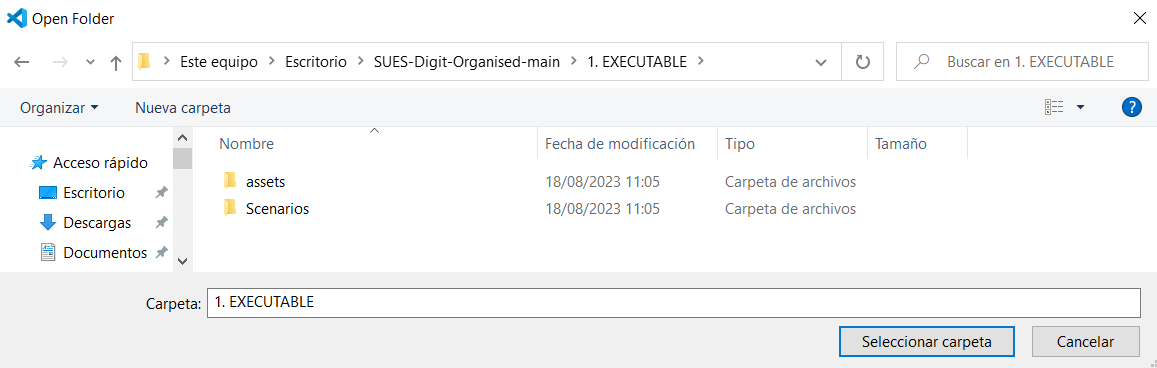 Open Folder
Este equipo > Escritorio > SUES-Digit-Organised-main > 1. EXECUTABLE >
Buscar en 1. EXECUTABLE
Organizar
Nueva carpeta
?
Nombre
Fecha de modificación
Tipo
Tamaño
Acceso rápido
Escritorio
Descargas
Documentos
assets 18/08/2023 11:05 Carpeta de archivos
Scenarios 18/08/2023 11:05 Carpeta de archivos
Carpeta: 1. EXECUTABLE
Seleccionar carpeta
Cancelar